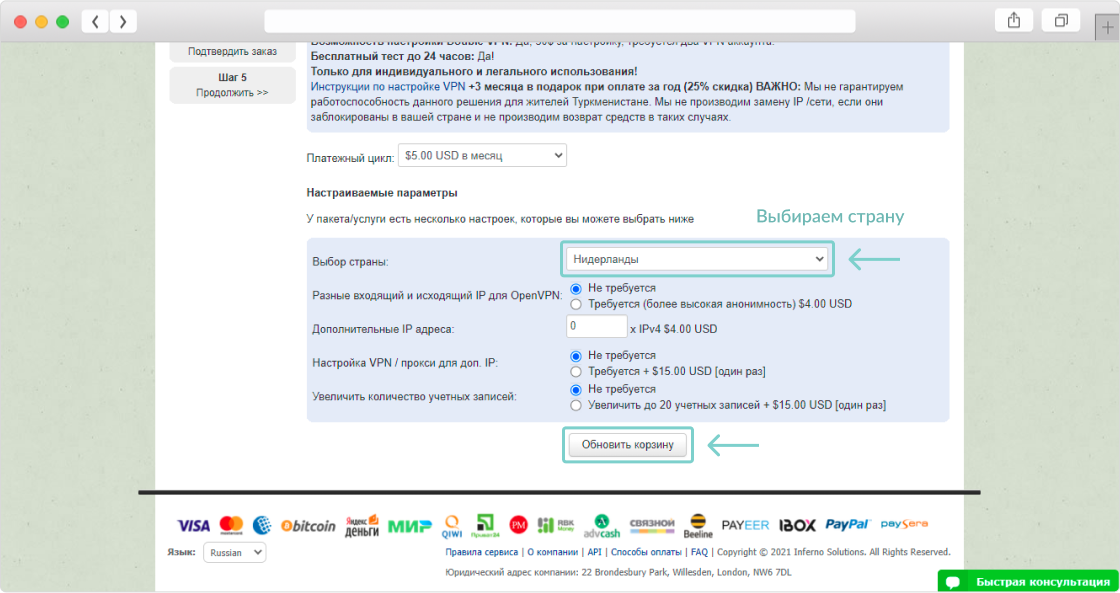 Подтвердить заказ
Шаг 5
Продолжить >>
Возможность настройки Double VPN: Да, 30$ за настройку, требуется два VPN аккаунта.
Бесплатный тест до 24 часов: Да!
Только для индивидуального и легального использования!
Инструкции по настройке VPN +3 месяца в подарок при оплате за год (25% скидка) ВАЖНО: Мы не гарантируем
работоспособность данного решения для жителей Туркменистане. Мы не производим замену IP /сети, если они
заблокированы в вашей стране и не производим возврат средств в таких случаях.
Платежный цикл: $5.00 USD в месяц
Настраиваемые параметры
У пакета/услуги есть несколько настроек, которые вы можете выбрать ниже
Выбираем страну
Выбор страны: Нидерланды
Разные входящий и исходящий IP для OpenVPN: Не требуется
Требуется (более высокая анонимность) $4.00 USD
Дополнительные IP адреса: 0 x IPv4 $4.00 USD
Настройка VPN / прокси для доп. IP: Не требуется
Требуется + $15.00 USD [один раз]
Увеличить количество учетных записей: Не требуется
Увеличить до 20 учетных записей + $15.00 USD [один раз]
Обновить корзину
VISA mastercard bitcoin Яндекс деньги МИР QIWI Приват24 PM RBK Money advcash СВЯЗНОЙ Beeline PAYEER IBOX PayPal paysera
Язык: Russian
Правила сервиса | О компании | API | Способы оплаты | FAQ | Copyright © 2021 Inferno Solutions. All Rights Reserved.
Юридический адрес компании: 22 Brondesbury Park, Willesden, London, NW6 7DL
Быстрая консультация